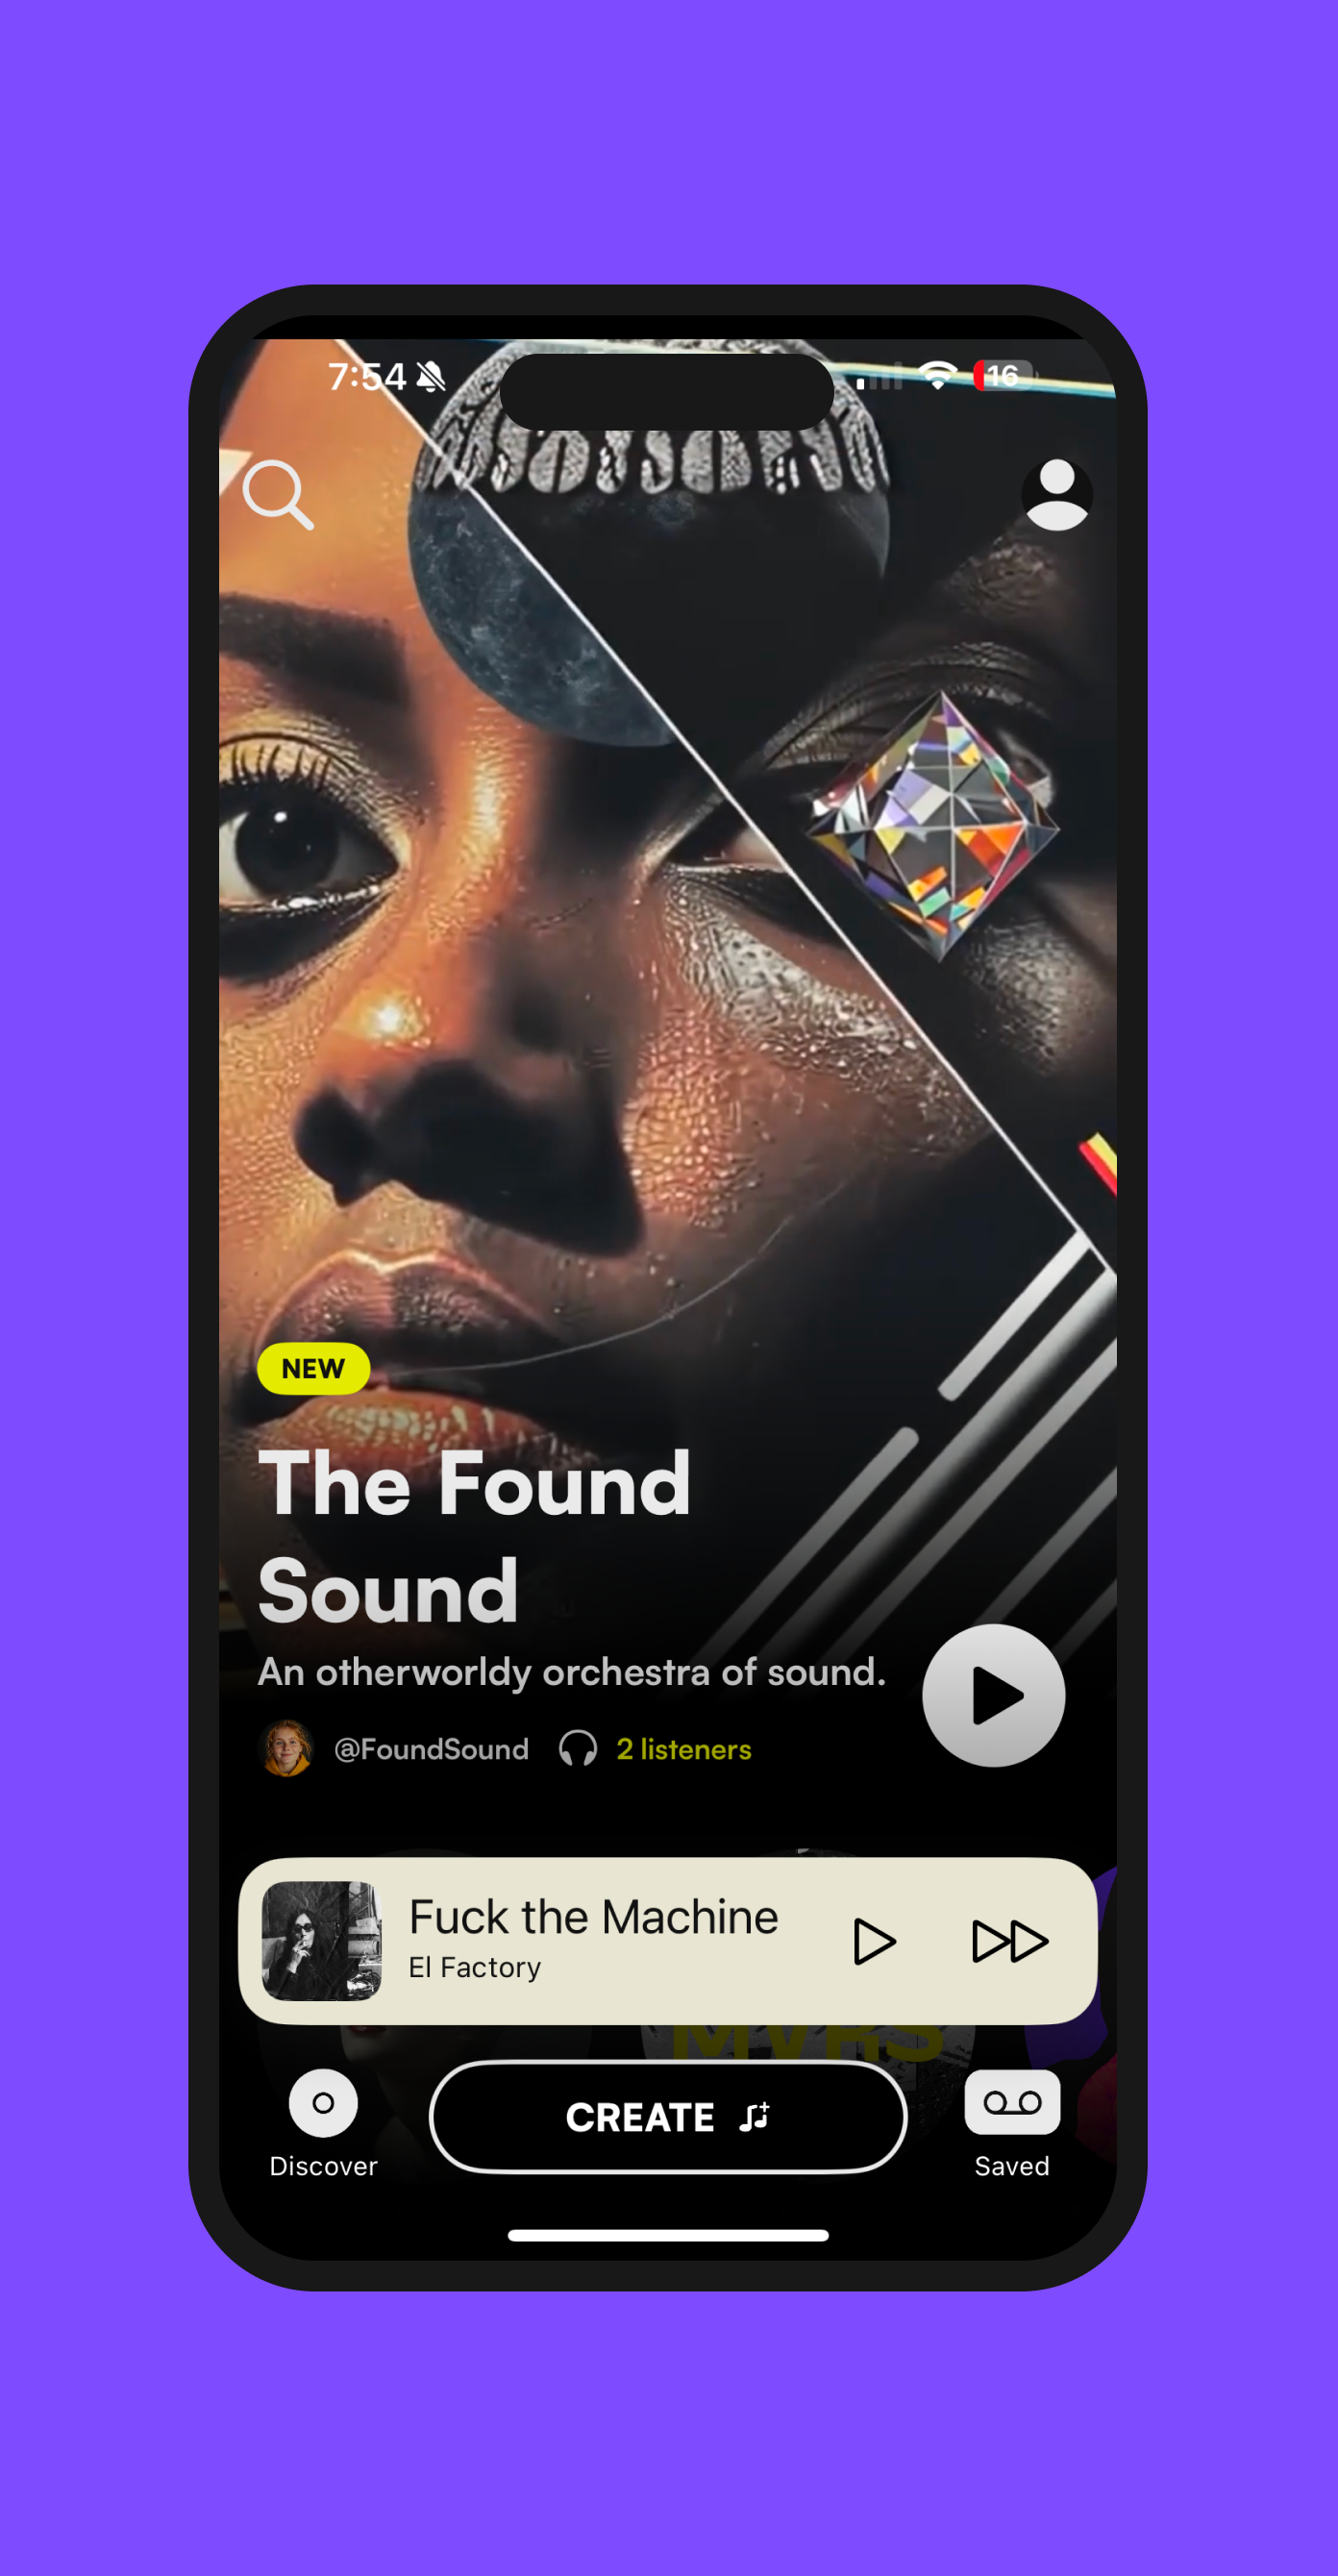 7:54
16
NEW
The Found
Sound
An otherworldy orchestra of sound.
@FoundSound 2 listeners
Fuck the Machine
El Factory
MVRS
CREATE
Discover
Saved